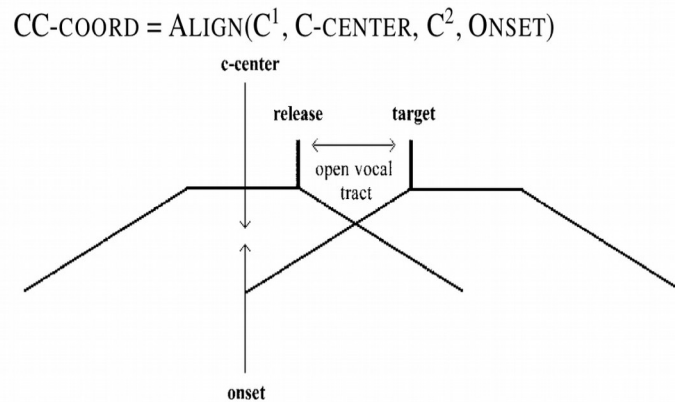 CC-COORD = ALIGN(C¹, C-CENTER, C², ONSET)
c-center
release
target
open vocal
tract
onset